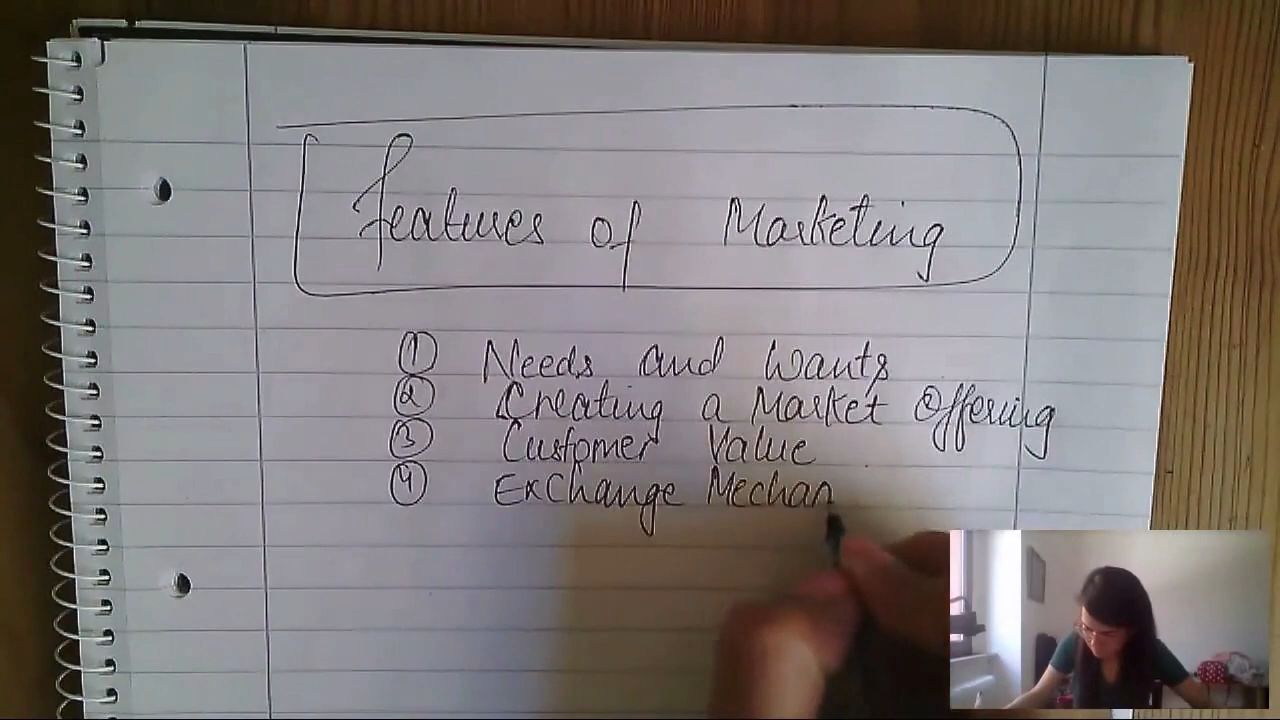 Features of Marketing
① Needs and Wants
② Creating a Market Offering
③ Customer Value
④ Exchange Mechan